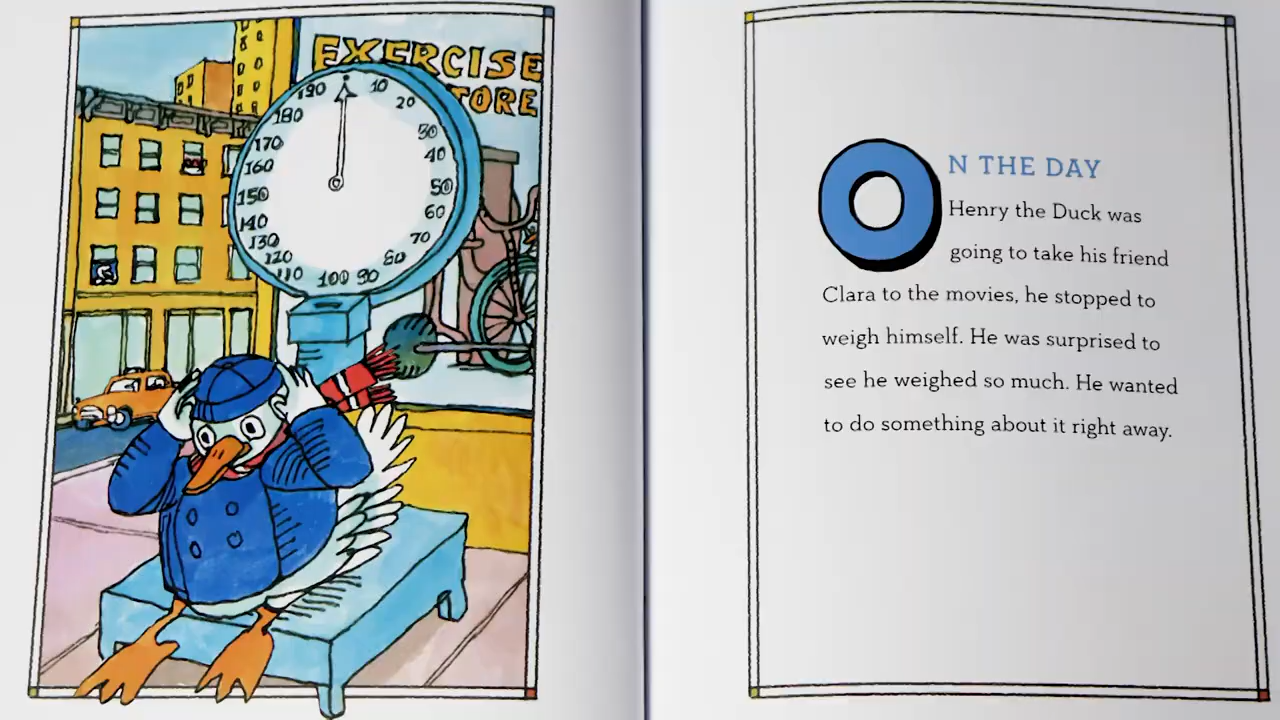 EXERCISE
TORE
190 10
180 20
170 30
160 40
150 50
140 60
130 70
120 80
110 100 90
ON THE DAY
Henry the Duck was
going to take his friend
Clara to the movies, he stopped to
weigh himself. He was surprised to
see he weighed so much. He wanted
to do something about it right away.